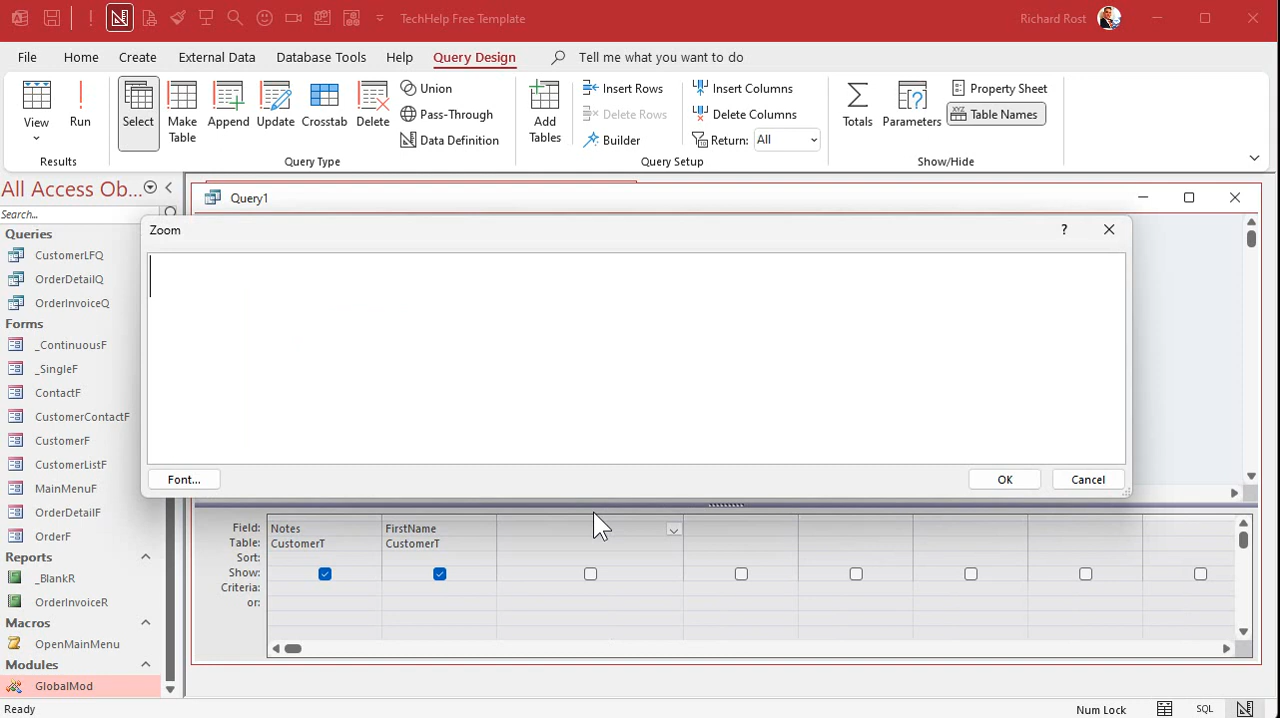 TechHelp Free Template
Richard Rost
File Home Create External Data Database Tools Help Query Design Tell me what you want to do
View
Run
Results
Select
Make Table
Append
Update
Crosstab
Delete
Union
Pass-Through
Data Definition
Query Type
Add Tables
Insert Rows
Delete Rows
Builder
Insert Columns
Delete Columns
Return: All
Query Setup
Totals
Parameters
Property Sheet
XYZ Table Names
Show/Hide
All Access Ob...
Search...
Queries
CustomerLFQ
OrderDetailQ
OrderInvoiceQ
Forms
_ContinuousF
_SingleF
ContactF
CustomerContactF
CustomerF
CustomerListF
MainMenuF
OrderDetailF
OrderF
Reports
_BlankR
OrderInvoiceR
Macros
OpenMainMenu
Modules
GlobalMod
Query1
Zoom
?
Font...
OK
Cancel
Field: Notes FirstName
Table: CustomerT CustomerT
Sort:
Show:
Criteria:
or:
Ready
Num Lock
SQL